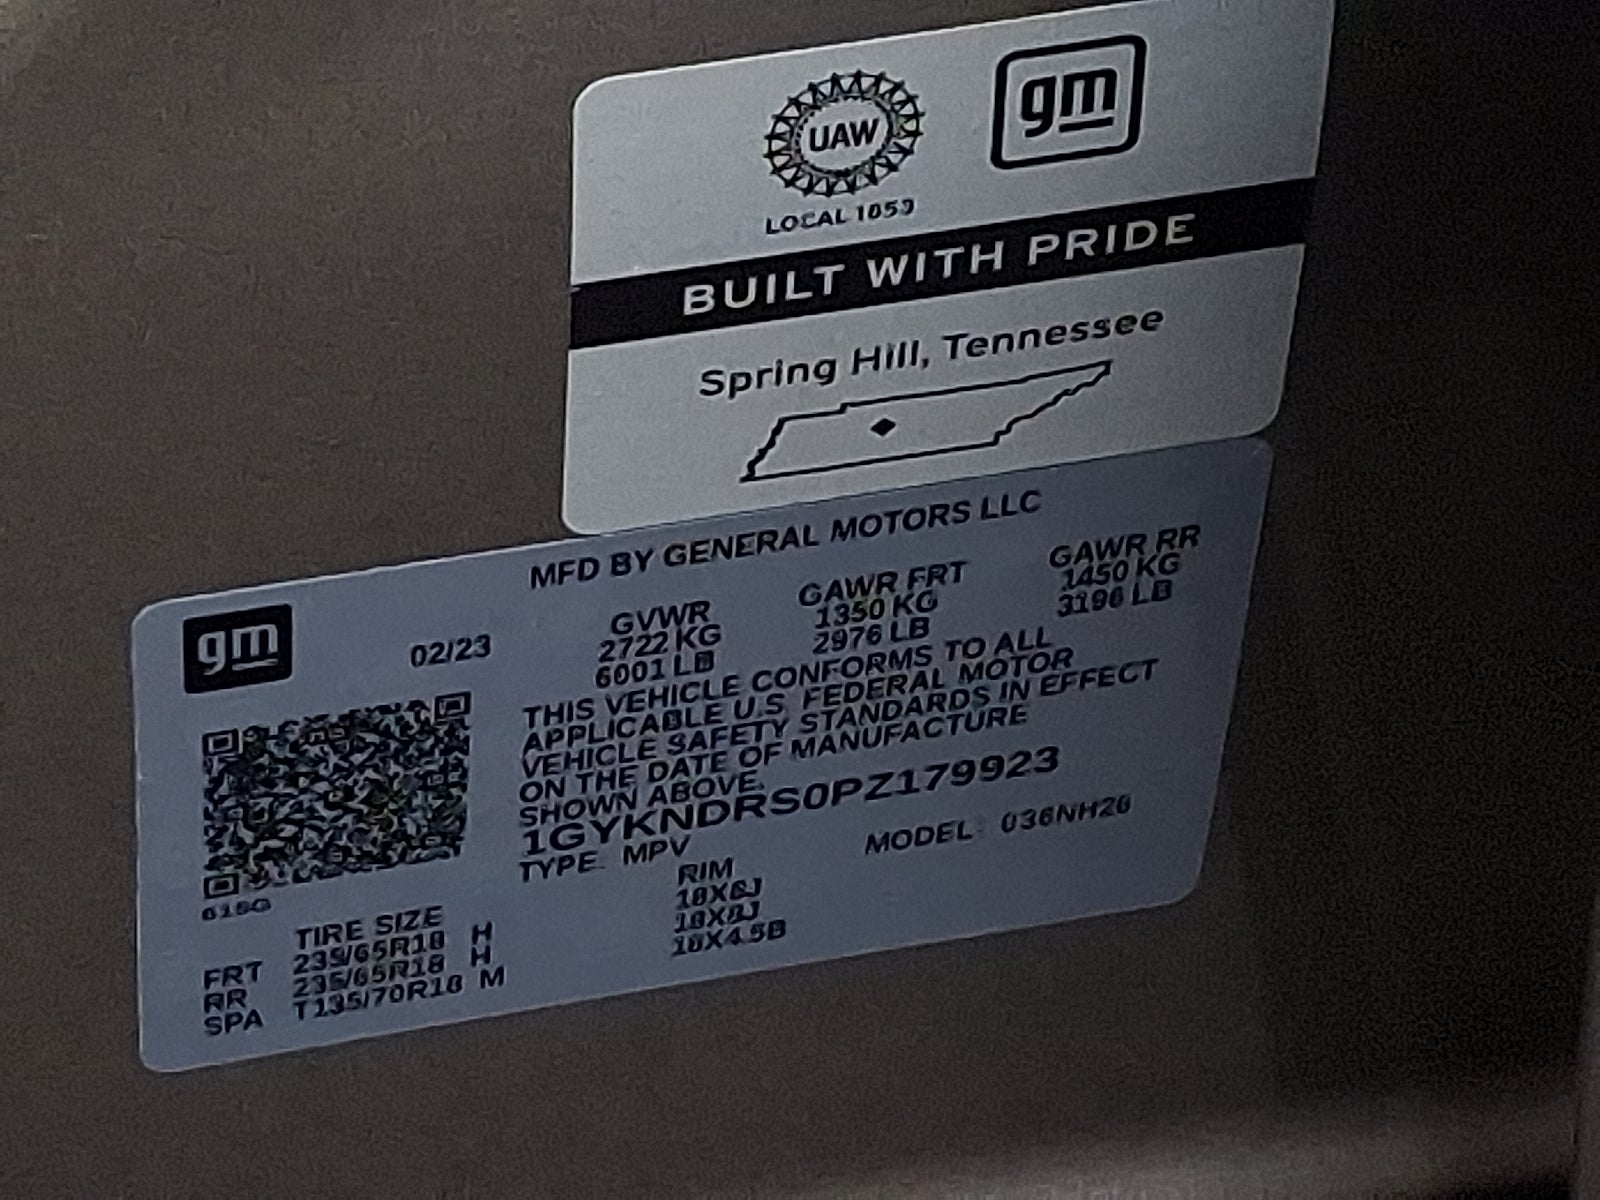 UAW
gm
LOCAL 1853
BUILT WITH PRIDE
Spring Hill, Tennessee
MFD BY GENERAL MOTORS LLC
gm
02/23
GVWR
2722 KG
6001 LB
GAWR FRT
1350 KG
2976 LB
GAWR RR
1450 KG
3196 LB
THIS VEHICLE CONFORMS TO ALL
APPLICABLE U.S. FEDERAL MOTOR
VEHICLE SAFETY STANDARDS IN EFFECT
ON THE DATE OF MANUFACTURE
SHOWN ABOVE.
1GYKNDRS0PZ179923
TYPE: MPV
MODEL:
TIRE SIZE
RIM
FRT 235/65R18 H 18X8J
RR 235/65R18 H 18X8J
SPA T135/70R18 M 18X4.5B